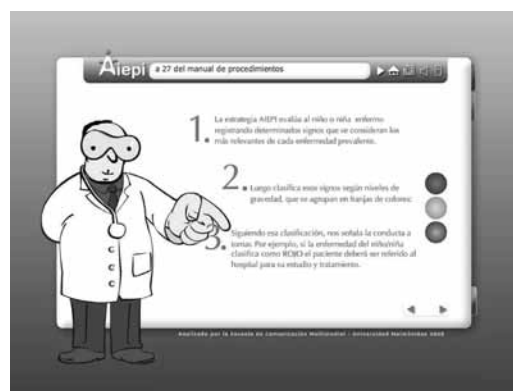 Aiepi a 27 del manual de procedimientos
1. La estrategia AIEPI evalúa al niño o niña enfermo
registrando determinados signos que se consideran los
más relevantes de cada enfermedad prevalente.
2. Luego clasifica esos signos según niveles de
gravedad, que se agrupan en franjas de colores:
3. Siguiendo esa clasificación, nos señala la conducta a
tomar. Por ejemplo, si la enfermedad del niño/niña
clasifica como ROJO el paciente deberá ser referido al
hospital para su estudio y tratamiento.
por la Escuela de Comunicación Multimedial - Universidad Maimónides